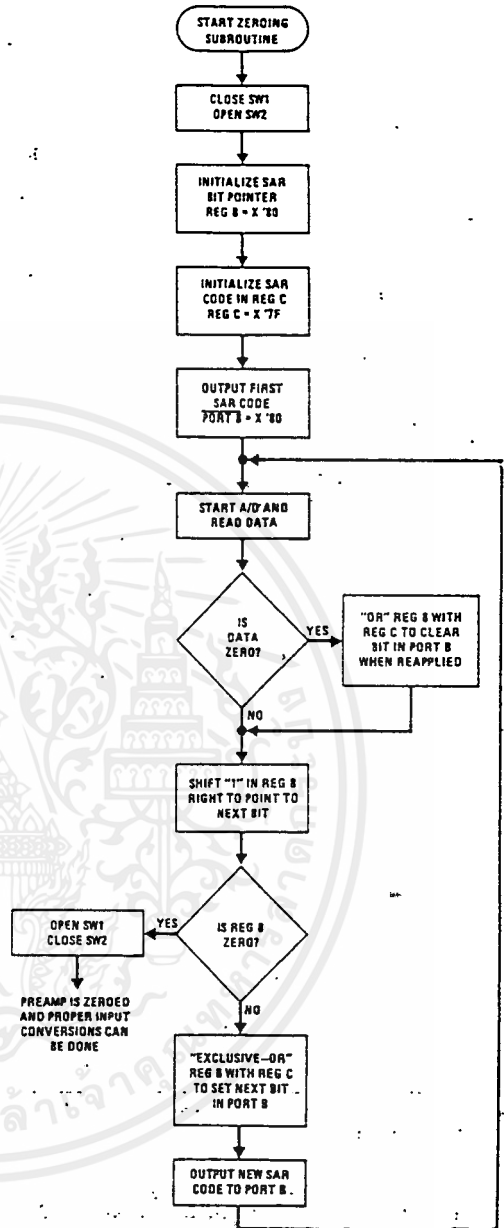 START ZEROING
SUBROUTINE
CLOSE SW1
OPEN SW2
INITIALIZE SAR
BIT POINTER
REG B = X '80
INITIALIZE SAR
CODE IN REG C
REG C = X '7F
OUTPUT FIRST
SAR CODE
PORT B = X '80
START A/D AND
READ DATA
IS
DATA
ZERO?
YES
"OR" REG B WITH
REG C TO CLEAR
BIT IN PORT B
WHEN REAPPLIED
NO
SHIFT "1" IN REG B
RIGHT TO POINT TO
NEXT BIT
IS REG B
ZERO?
YES
OPEN SW1
CLOSE SW2
PREAMP IS ZEROED
AND PROPER INPUT
CONVERSIONS CAN
BE DONE
NO
"EXCLUSIVE–OR"
REG B WITH REG C
TO SET NEXT BIT
IN PORT B
OUTPUT NEW SAR
CODE TO PORT B.